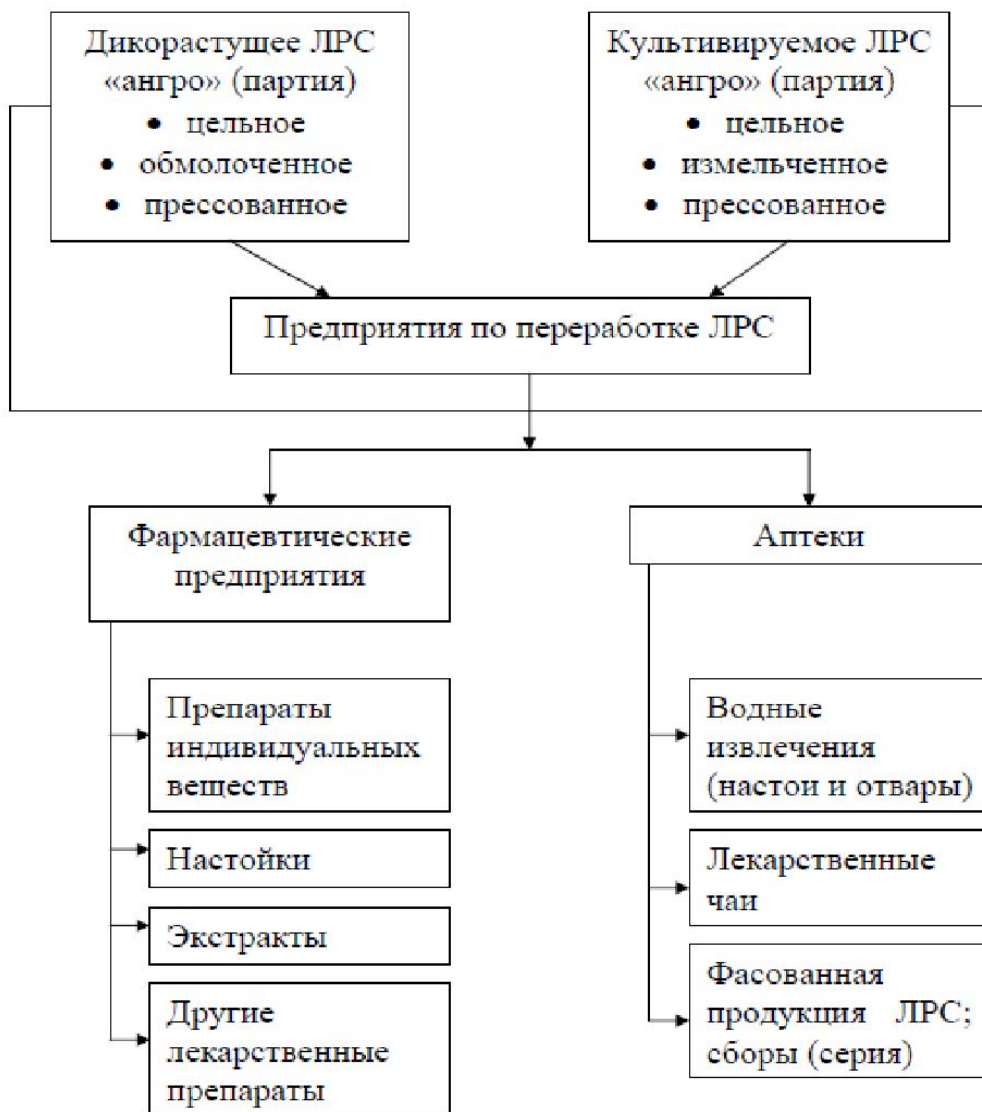 Дикорастущее ЛРС
«ангро» (партия)
• цельное
• обмолоченное
• прессованное
Культивируемое ЛРС
«ангро» (партия)
• цельное
• измельченное
• прессованное
Предприятия по переработке ЛРС
Фармацевтические
предприятия
Аптеки
Препараты
индивидуальных
веществ
Настойки
Экстракты
Другие
лекарственные
препараты
Водные
извлечения
(настои и отвары)
Лекарственные
чаи
Фасованная
продукция ЛРС;
сборы (серия)